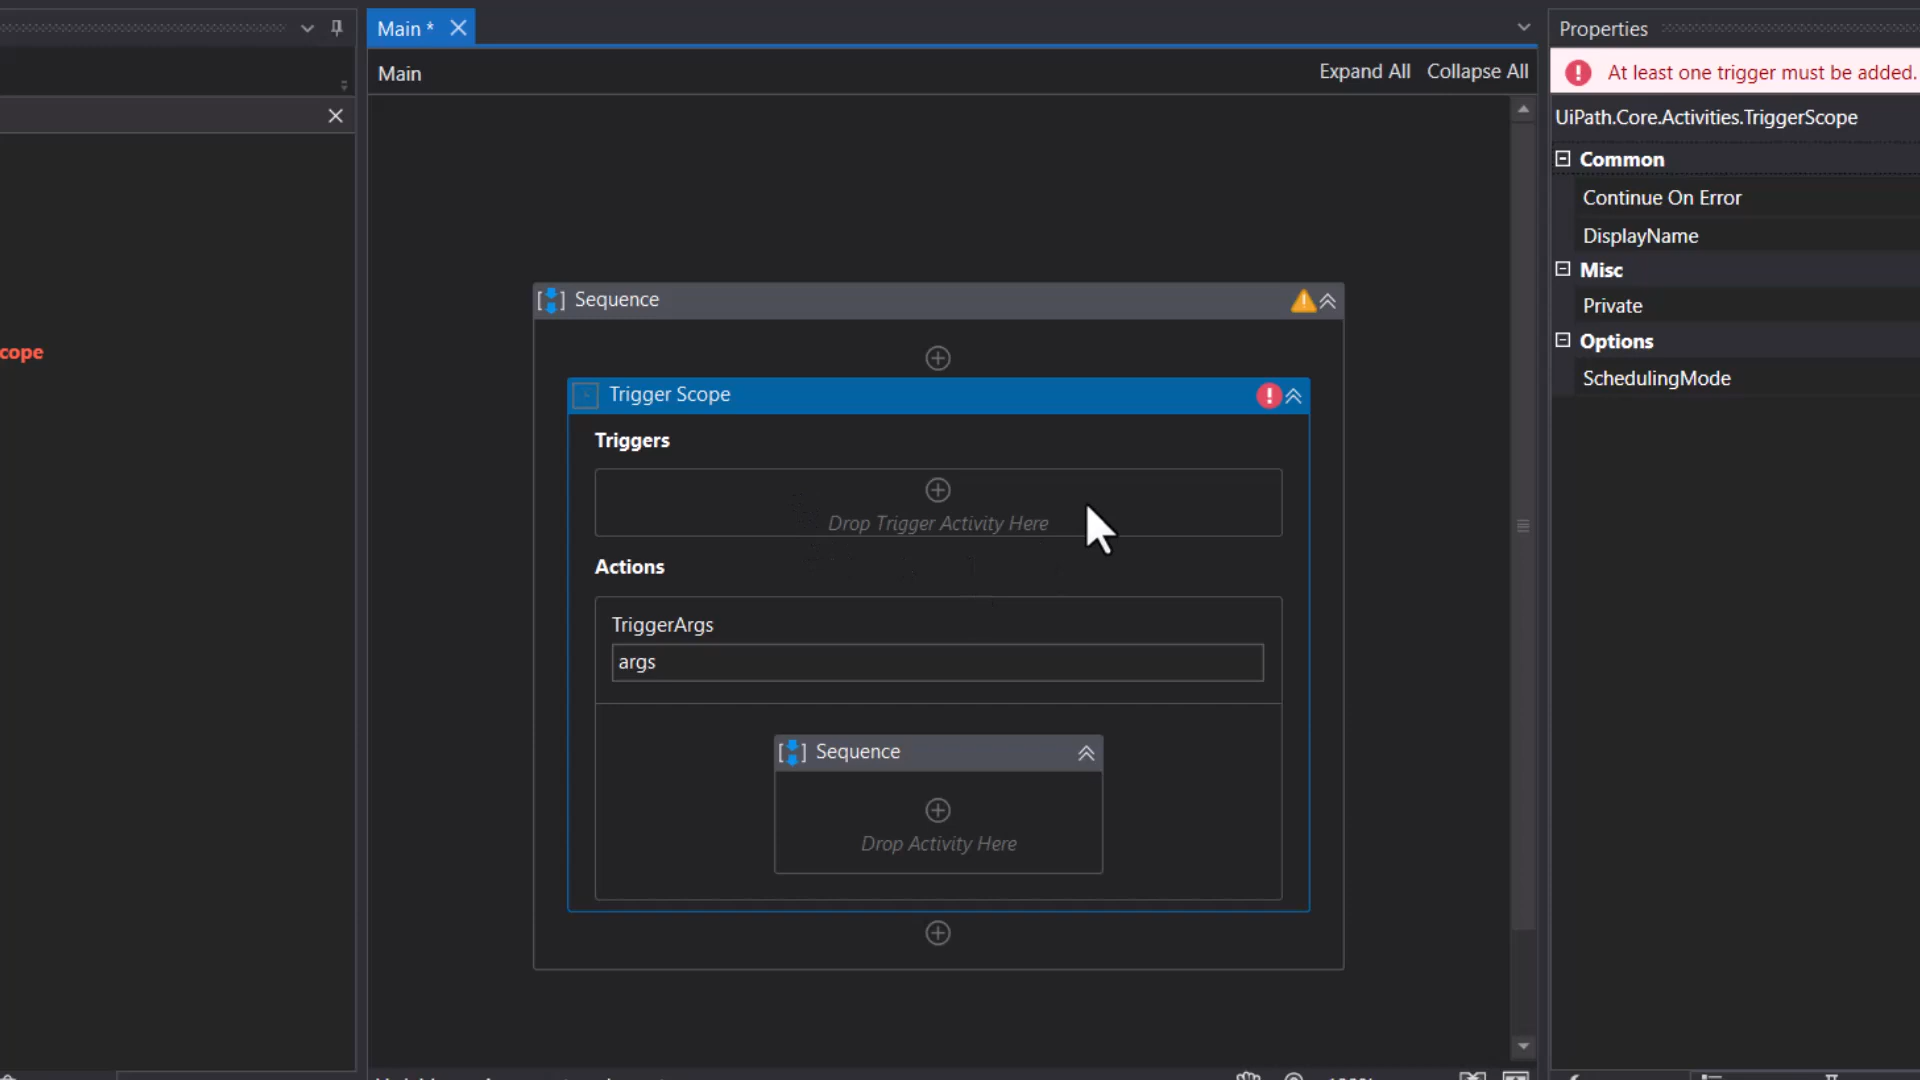 Main *
Properties
Main
Expand All
Collapse All
At least one trigger must be added.
UiPath.Core.Activities.TriggerScope
Common
Continue On Error
DisplayName
Misc
Private
Options
SchedulingMode
cope
Sequence
Trigger Scope
Triggers
Drop Trigger Activity Here
Actions
TriggerArgs
args
Sequence
Drop Activity Here